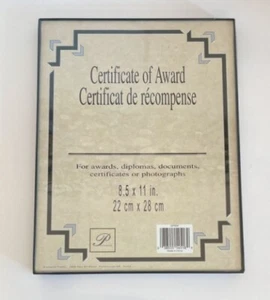 Certificate of Award
Certificat de récompense
For awards, diplomas, documents,
certificates or photographs
8.5 x 11 in.
22 cm x 28 cm
P